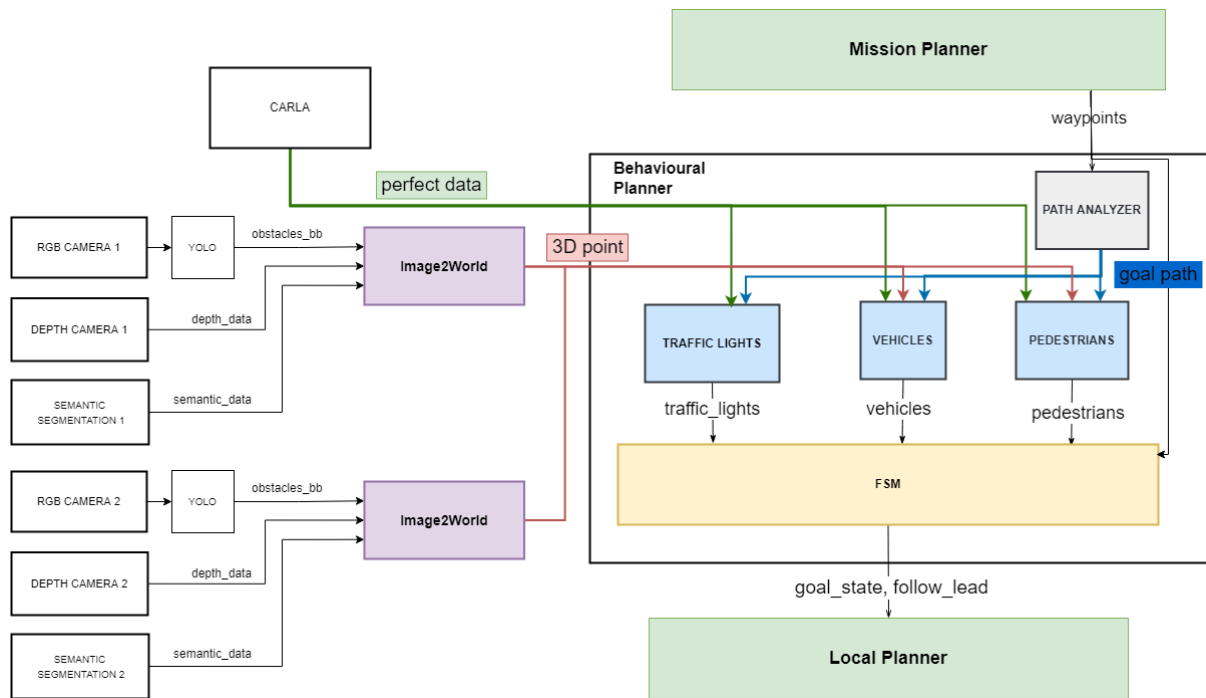 Mission Planner
CARLA
waypoints
Behavioural
Planner
perfect data
PATH ANALYZER
RGB CAMERA 1
YOLO
obstacles_bb
Image2World
3D point
goal path
DEPTH CAMERA 1
depth_data
TRAFFIC LIGHTS
VEHICLES
PEDESTRIANS
SEMANTIC
SEGMENTATION 1
semantic_data
traffic_lights
vehicles
pedestrians
RGB CAMERA 2
YOLO
obstacles_bb
Image2World
FSM
DEPTH CAMERA 2
depth_data
goal_state, follow_lead
SEMANTIC
SEGMENTATION 2
semantic_data
Local Planner